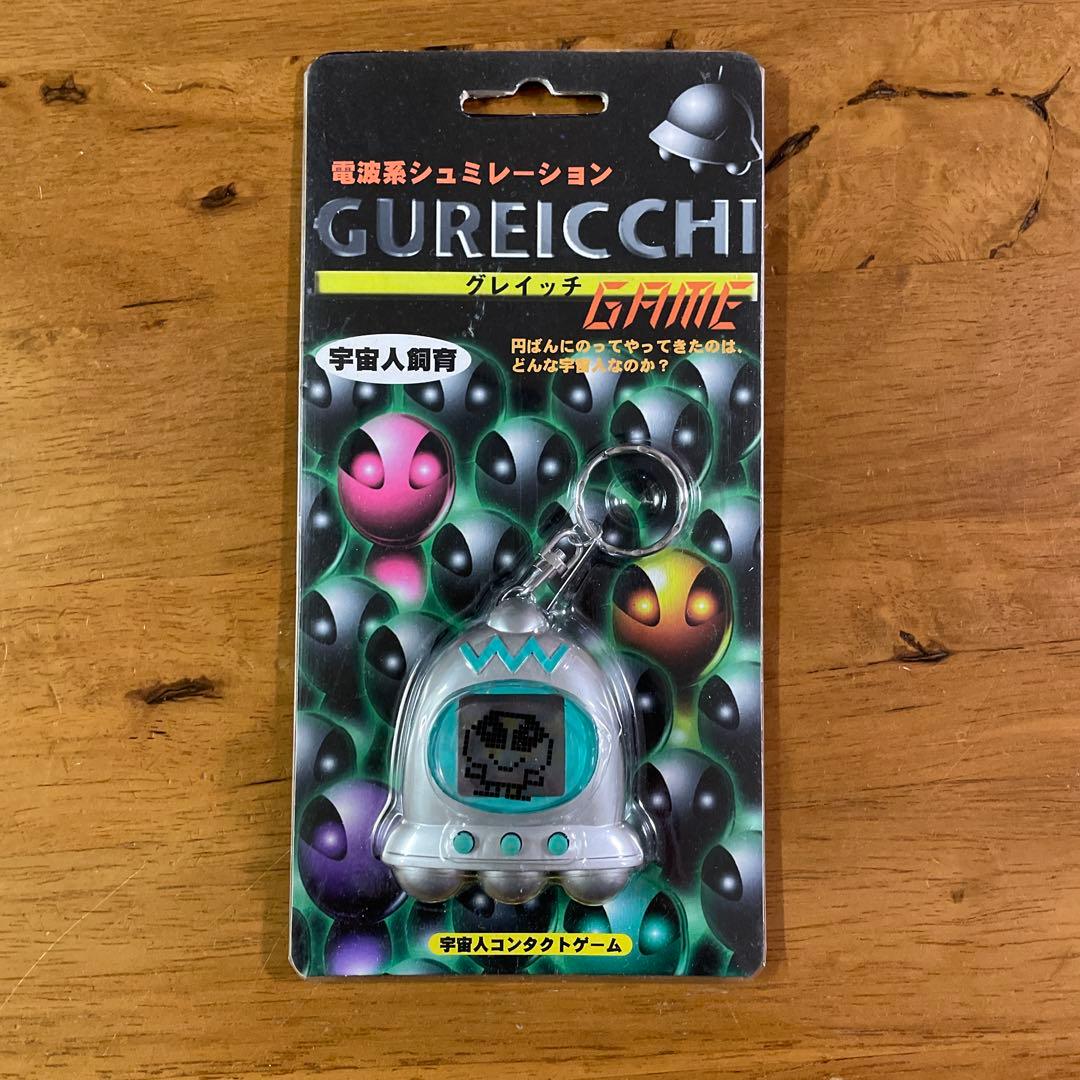 電波系シュミレーション
GUREICCHI
グレイッチ
GAME
宇宙人飼育
円ばんにのってやってきたのは、
どんな宇宙人なのか？
宇宙人コンタクトゲーム